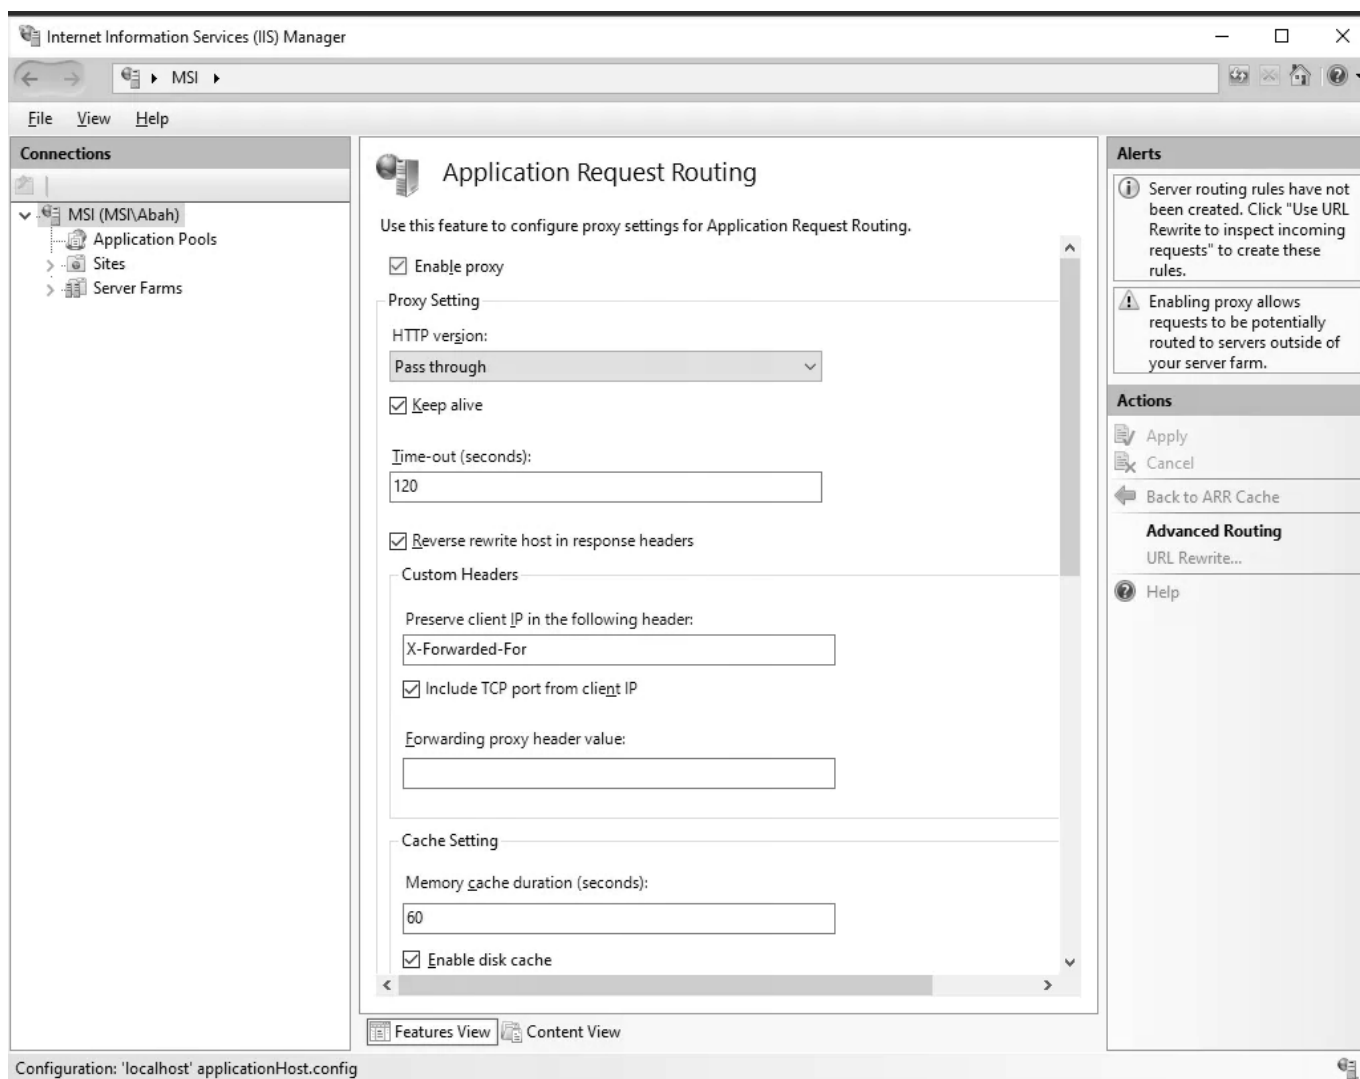 Internet Information Services (IIS) Manager
MSI
File View Help
Connections
MSI (MSI\Abah)
Application Pools
Sites
Server Farms
Application Request Routing
Use this feature to configure proxy settings for Application Request Routing.
Enable proxy
Proxy Setting
HTTP version:
Pass through
Keep alive
Time-out (seconds):
120
Reverse rewrite host in response headers
Custom Headers
Preserve client IP in the following header:
X-Forwarded-For
Include TCP port from client IP
Forwarding proxy header value:
Cache Setting
Memory cache duration (seconds):
60
Enable disk cache
Features View Content View
Alerts
Server routing rules have not
been created. Click "Use URL
Rewrite to inspect incoming
requests" to create these
rules.
Enabling proxy allows
requests to be potentially
routed to servers outside of
your server farm.
Actions
Apply
Cancel
Back to ARR Cache
Advanced Routing
URL Rewrite...
Help
Configuration: 'localhost' applicationHost.config